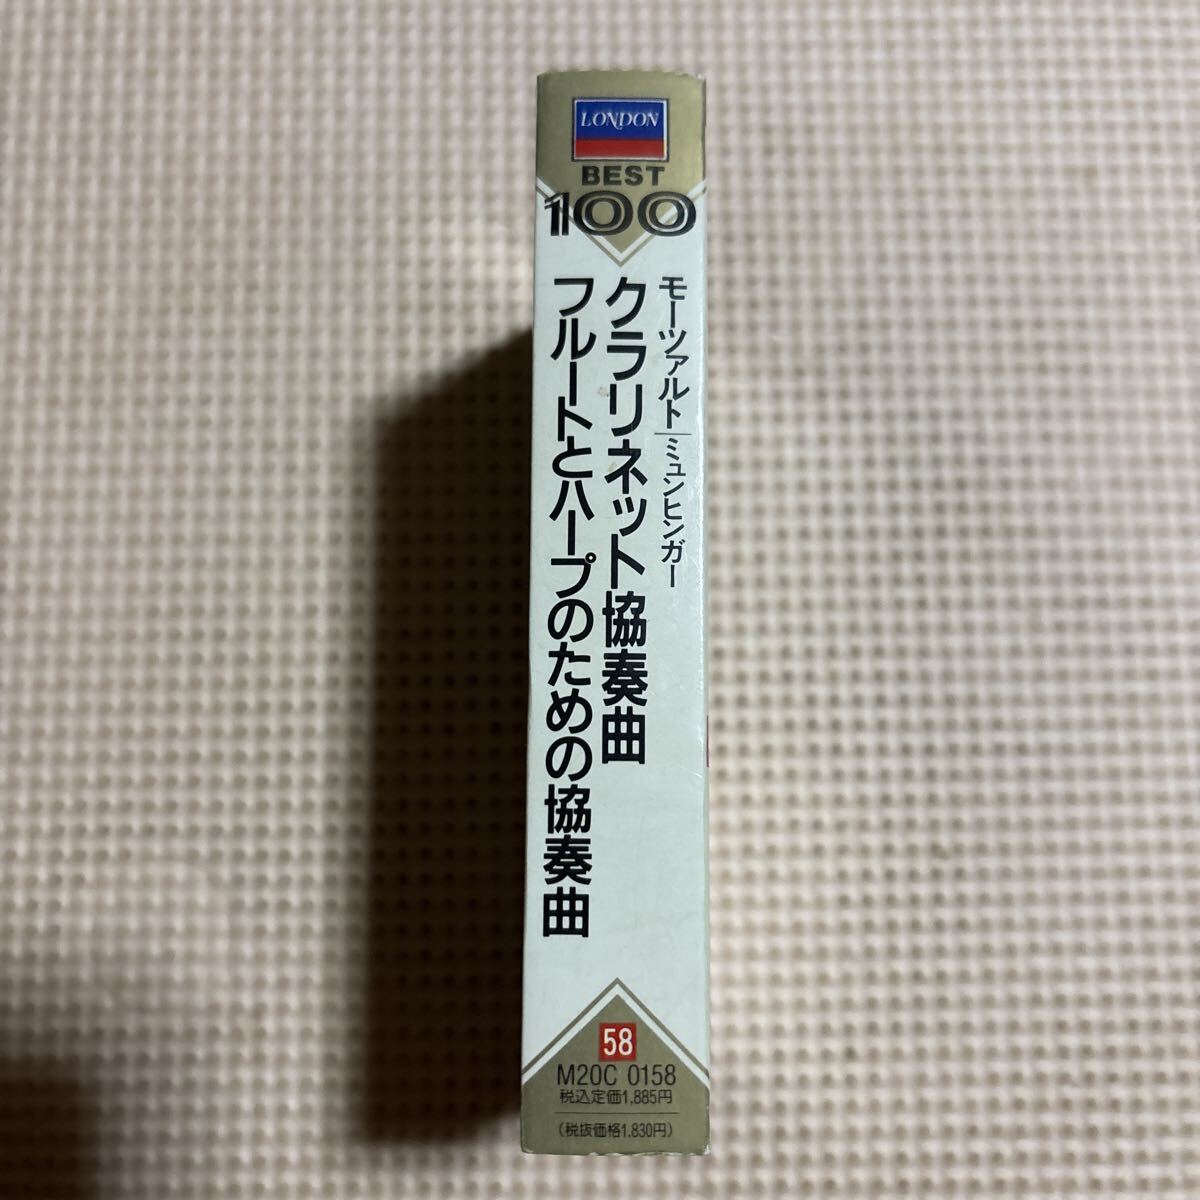 LONDON
BEST
100
モーツァルト|ミュンヒンガー
クラリネット協奏曲
フルートとハープのための協奏曲
58
M20C 0158
税込定価1,885円
(税抜価格1,830円)